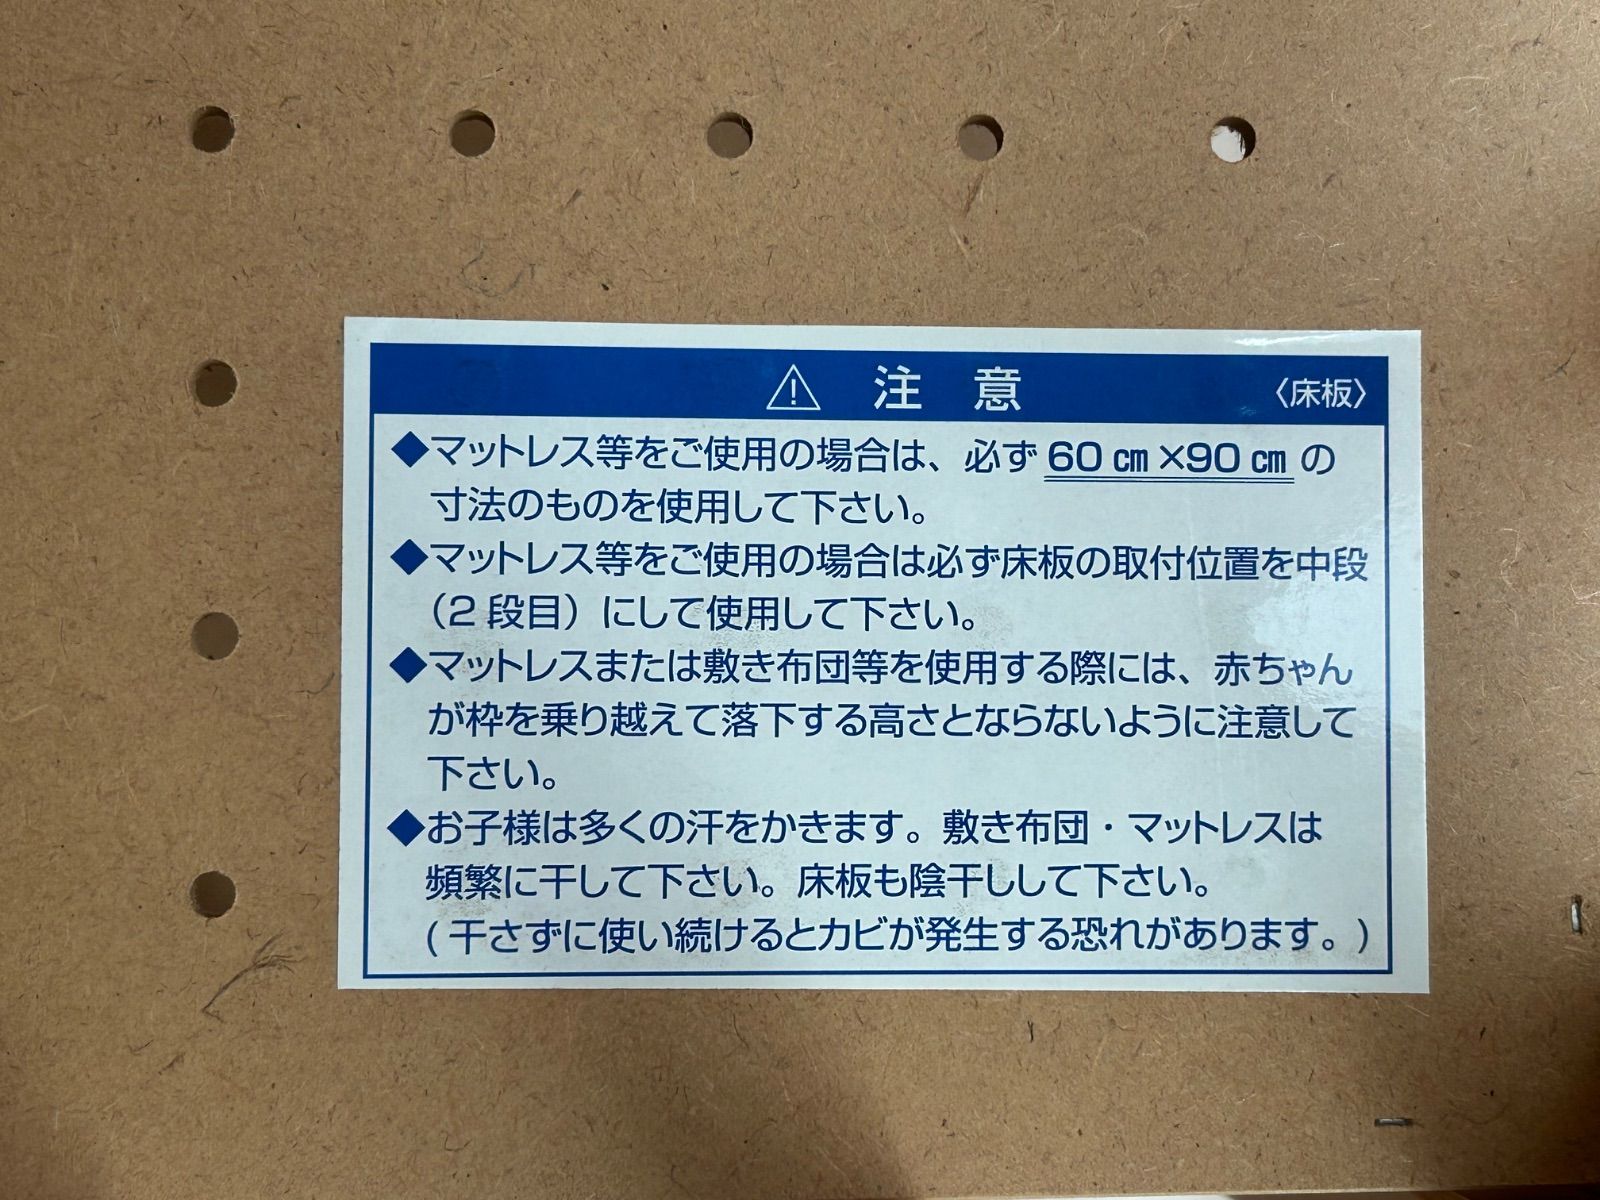 ⚠ 注意 〈床板〉
◆マットレス等をご使用の場合は、必ず60㎝×90㎝の
寸法のものを使用して下さい。
◆マットレス等をご使用の場合は必ず床板の取付位置を中段
（2段目）にして使用して下さい。
◆マットレスまたは敷き布団等を使用する際には、赤ちゃん
が枠を乗り越えて落下する高さとならないように注意して
下さい。
◆お子様は多くの汗をかきます。敷き布団・マットレスは
頻繁に干して下さい。床板も陰干しして下さい。
(干さずに使い続けるとカビが発生する恐れがあります。)